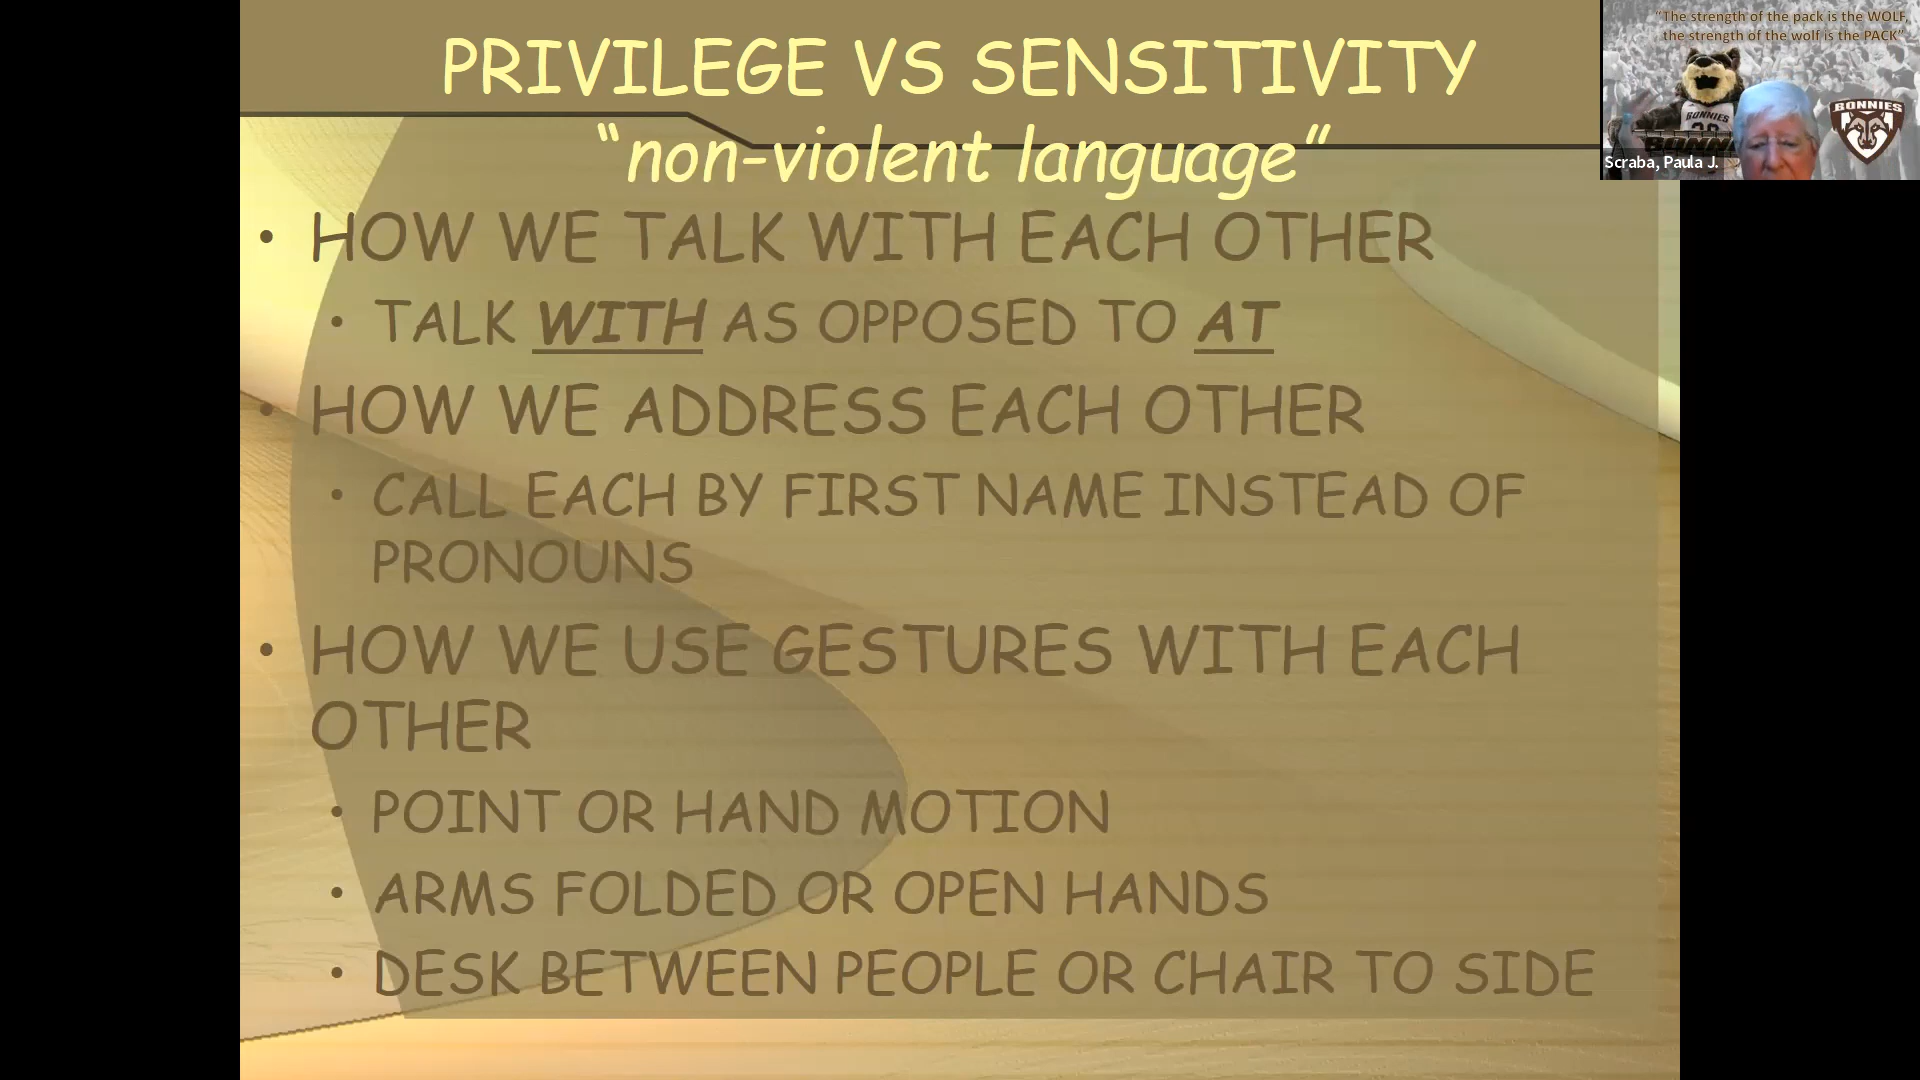 PRIVILEGE VS SENSITIVITY
“non-violent language”
• HOW WE TALK WITH EACH OTHER
• TALK WITH AS OPPOSED TO AT
• HOW WE ADDRESS EACH OTHER
• CALL EACH BY FIRST NAME INSTEAD OF
PRONOUNS
• HOW WE USE GESTURES WITH EACH
OTHER
• POINT OR HAND MOTION
• ARMS FOLDED OR OPEN HANDS
• DESK BETWEEN PEOPLE OR CHAIR TO SIDE
“The strength of the pack is the WOLF,
the strength of the wolf is the PACK”
BONNIES
BONNIES
Scraba, Paula J.